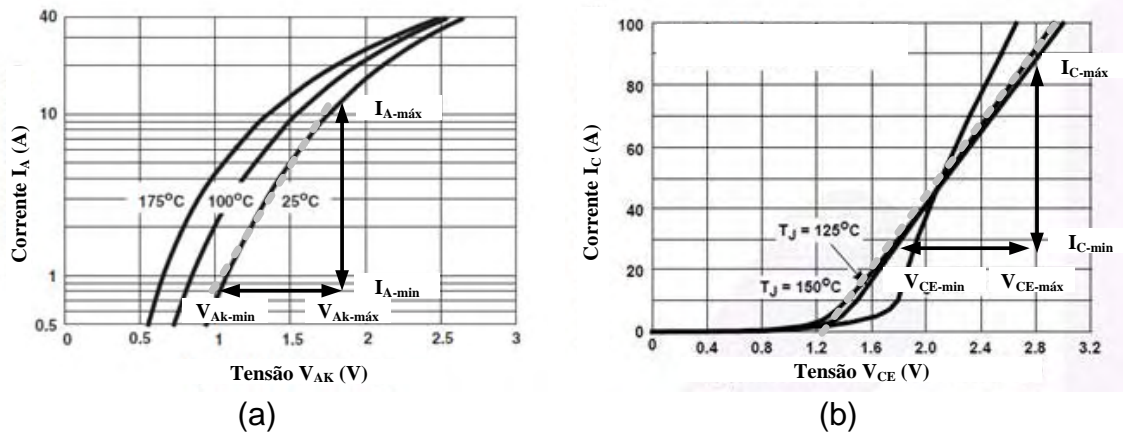 Corrente I_A (A)
40
10
1
0.5
175°C
100°C
25°C
I_A-máx
I_A-min
V_Ak-min
V_Ak-máx
0
0.5
1
1.5
2
2.5
3
Tensão V_AK (V)
(a)
Corrente I_C (A)
100
80
60
40
20
0
T_J = 125°C
T_J = 150°C
I_C-máx
I_C-min
V_CE-min
V_CE-máx
0
0.4
0.8
1.2
1.6
2.0
2.4
2.8
3.2
Tensão V_CE (V)
(b)